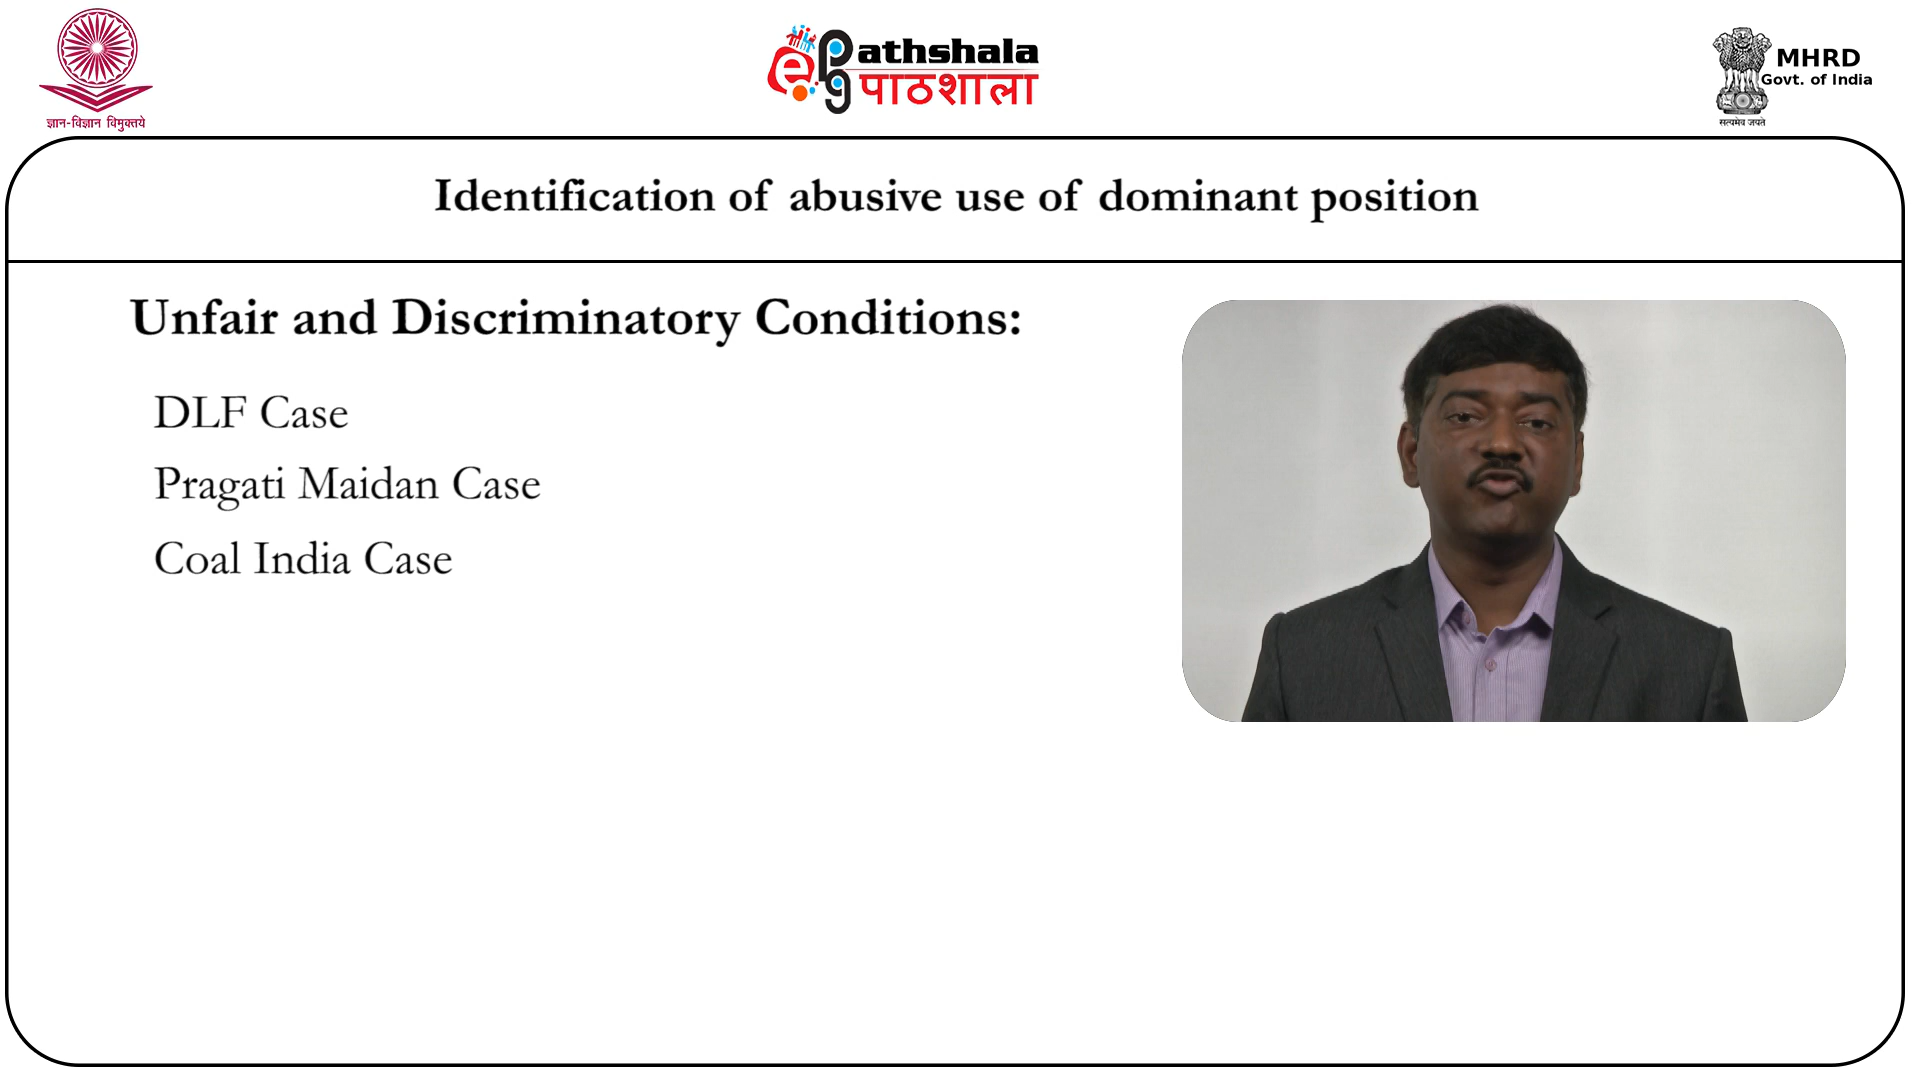 ज्ञान-विज्ञान विमुक्तये
e pg athshala
पाठशाला
MHRD
Govt. of India
सत्यमेव जयते
Identification of abusive use of dominant position
Unfair and Discriminatory Conditions:
DLF Case
Pragati Maidan Case
Coal India Case